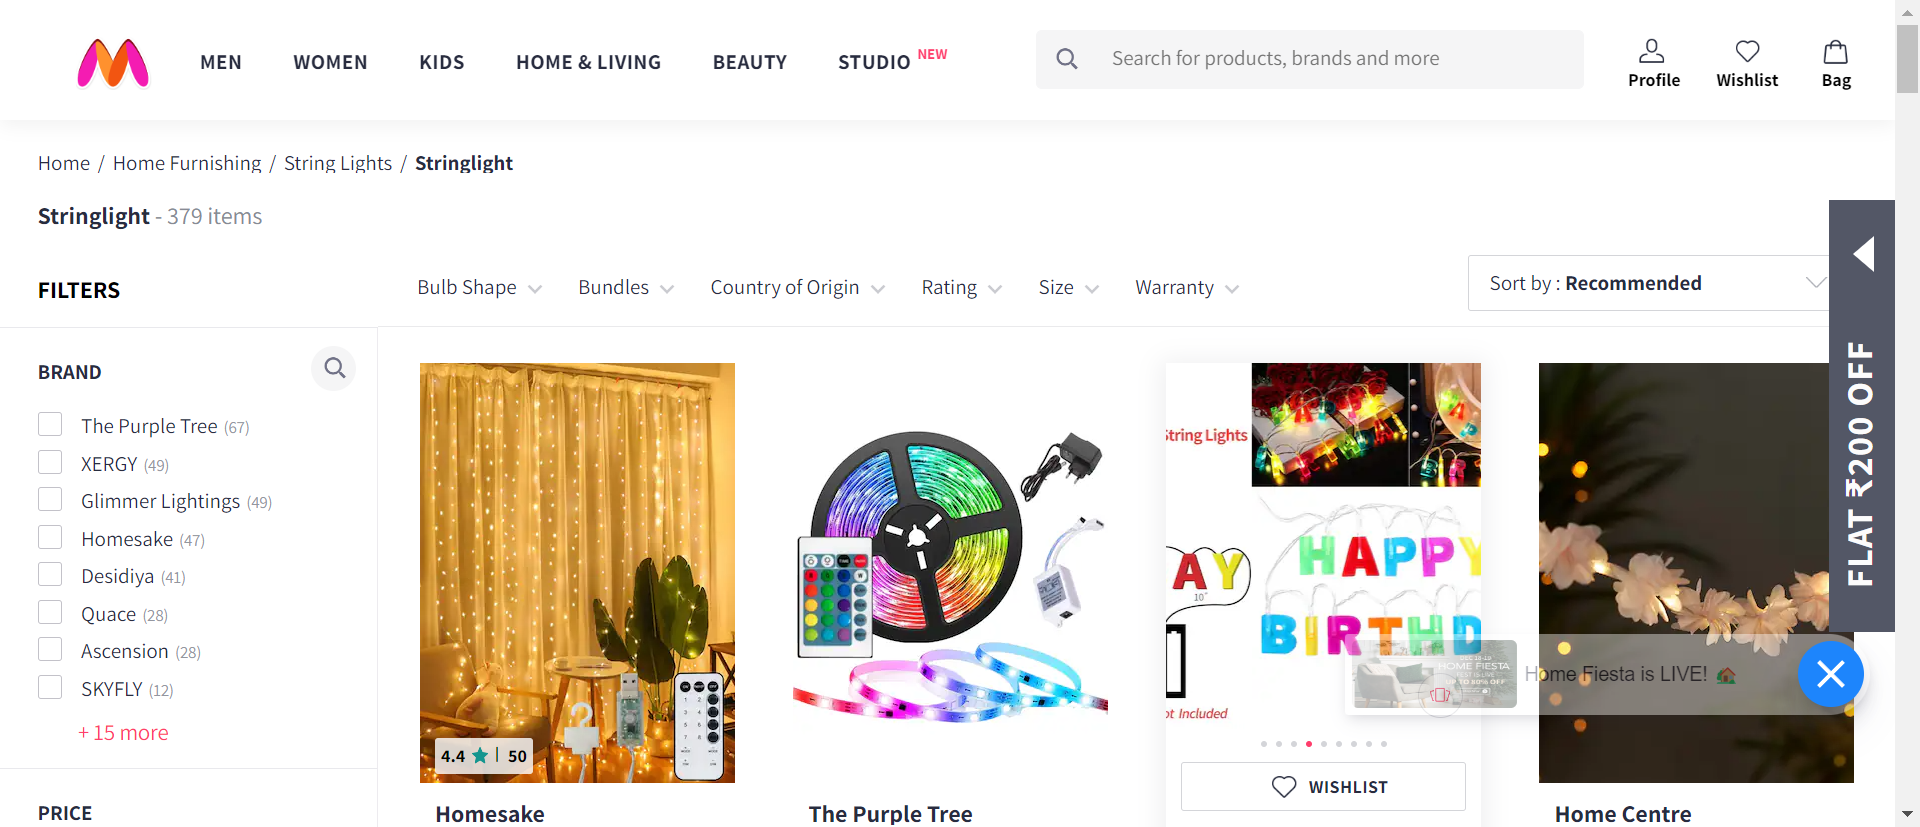 MEN WOMEN KIDS HOME & LIVING BEAUTY STUDIO NEW
Search for products, brands and more
Profile Wishlist Bag
Home / Home Furnishing / String Lights / Stringlight
Stringlight - 379 items
FILTERS
Bulb Shape Bundles Country of Origin Rating Size Warranty
Sort by : Recommended
FLAT ₹200 OFF
BRAND
The Purple Tree (67)
XERGY (49)
Glimmer Lightings (49)
Homesake (47)
Desidiya (41)
Quace (28)
Ascension (28)
SKYFLY (12)
+ 15 more
PRICE
4.4 50
Homesake
The Purple Tree
String Lights
AY
10"
HAPPY
BIRTHD
ot Included
WISHLIST
HOME FIESTA
Home Fiesta is LIVE!
Home Centre